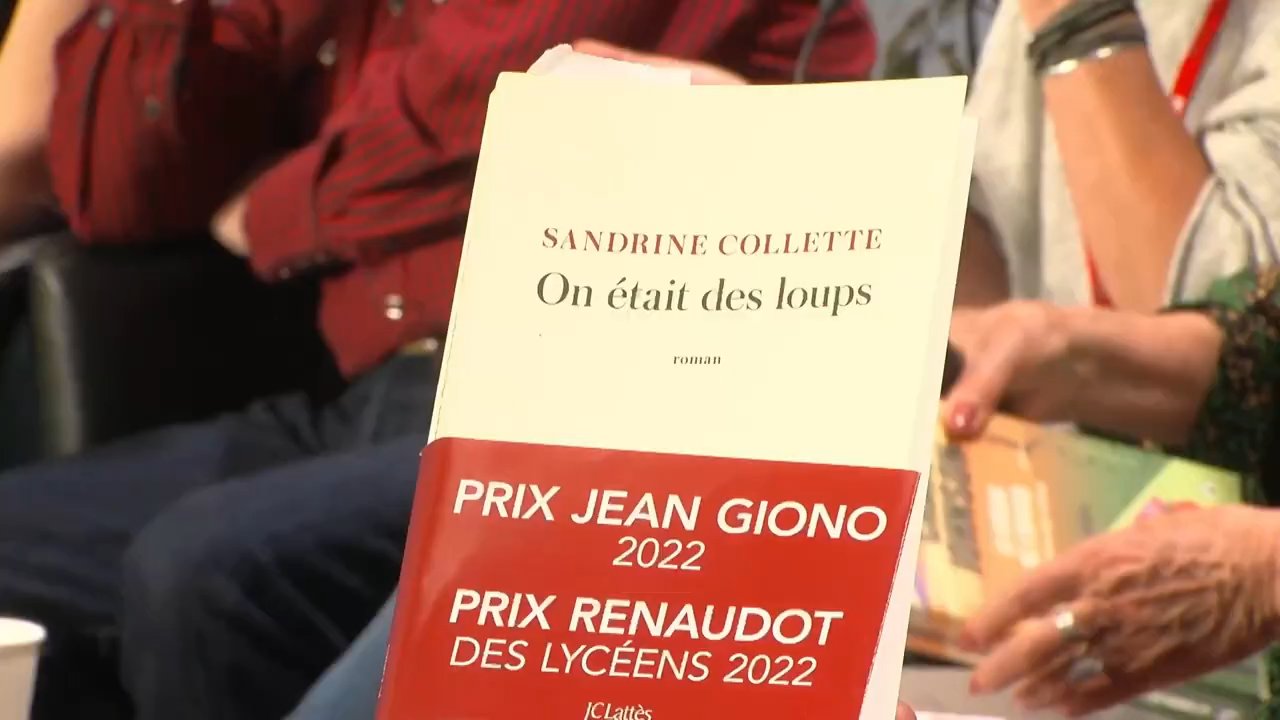 SANDRINE COLLETTE
On était des loups
roman
PRIX JEAN GIONO
2022
PRIX RENAUDOT
DES LYCÉENS 2022
JCLattès